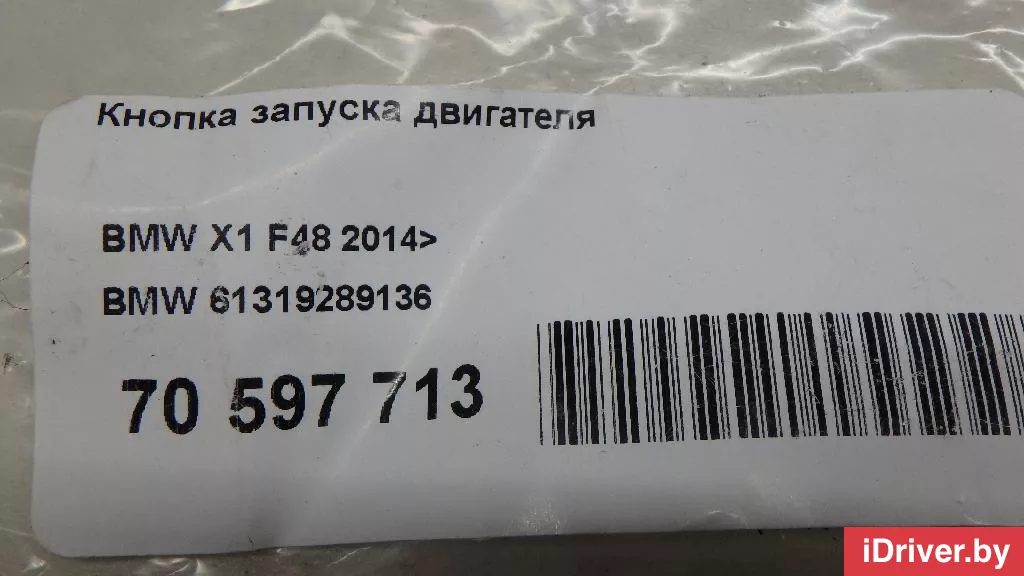 Кнопка запуска двигателя
BMW X1 F48 2014>
BMW 61319289136
70 597 713
iDriver.by